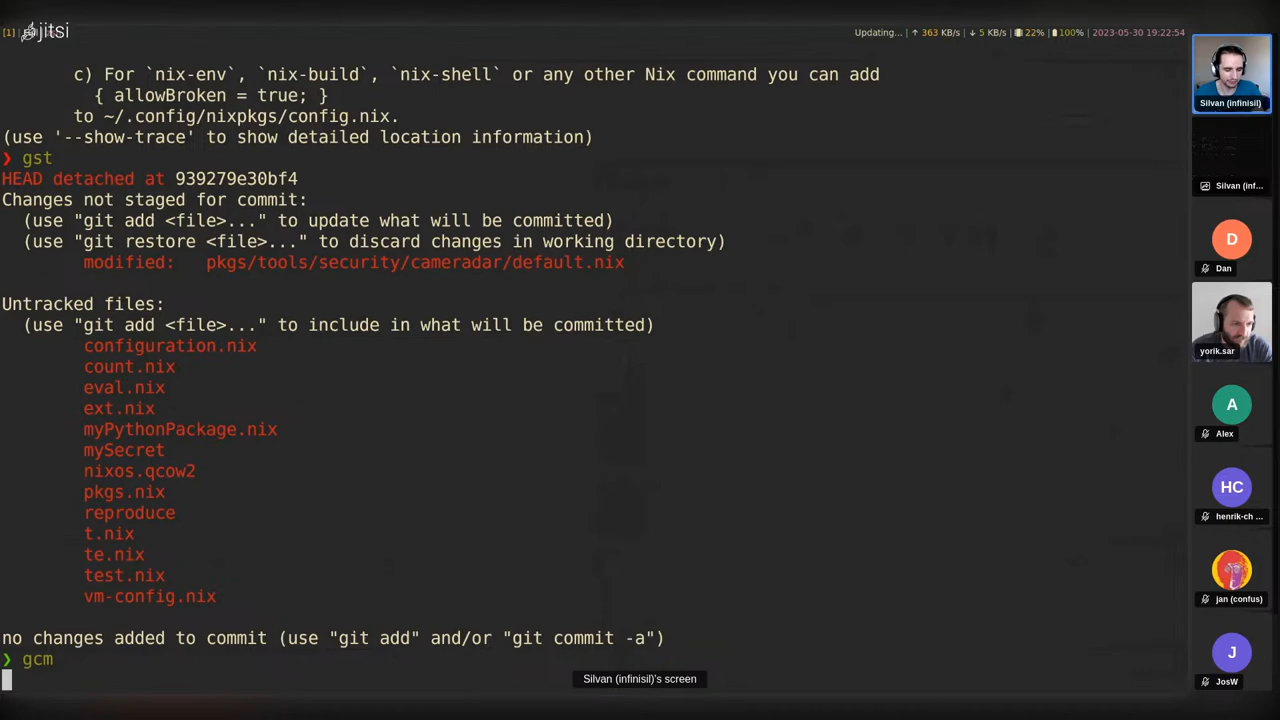 [1]
jitsi
Updating... | ↑ 363 KB/s | ↓ 5 KB/s | 22% | 100% | 2023-05-30 19:22:54
c) For `nix-env`, `nix-build`, `nix-shell` or any other Nix command you can add
{ allowBroken = true; }
to ~/.config/nixpkgs/config.nix.
(use '--show-trace' to show detailed location information)
❯ gst
HEAD detached at 939279e30bf4
Changes not staged for commit:
(use "git add <file>..." to update what will be committed)
(use "git restore <file>..." to discard changes in working directory)
modified:   pkgs/tools/security/cameradar/default.nix
Untracked files:
(use "git add <file>..." to include in what will be committed)
configuration.nix
count.nix
eval.nix
ext.nix
myPythonPackage.nix
mySecret
nixos.qcow2
pkgs.nix
reproduce
t.nix
te.nix
test.nix
vm-config.nix
no changes added to commit (use "git add" and/or "git commit -a")
❯ gcm
Silvan (infinisil)'s screen
Silvan (infinisil)
Silvan (inf...
D
Dan
yorik.sar
A
Alex
HC
henrik-ch ...
jan (confus)
J
JosW